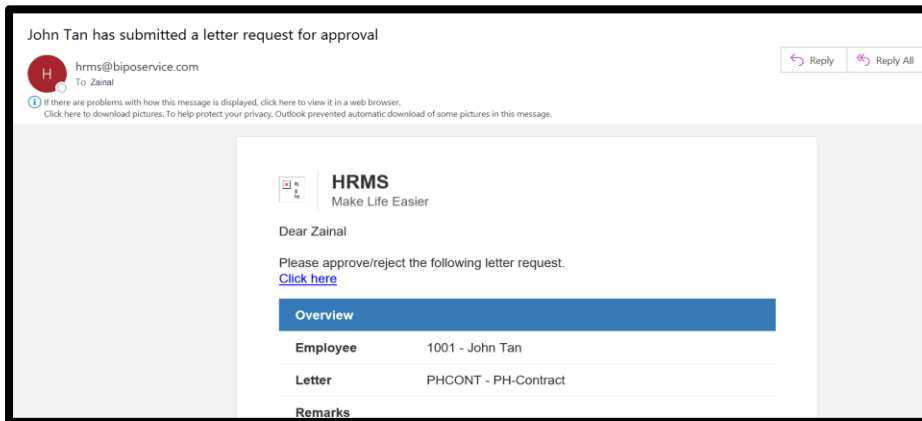 John Tan has submitted a letter request for approval
H
hrms@biposervice.com
To Zainal
Reply
Reply All
If there are problems with how this message is displayed, click here to view it in a web browser.
Click here to download pictures. To help protect your privacy, Outlook prevented automatic download of some pictures in this message.
HRMS
Make Life Easier
Dear Zainal
Please approve/reject the following letter request.
Click here
Overview
Employee 1001 - John Tan
Letter PHCONT - PH-Contract
Remarks